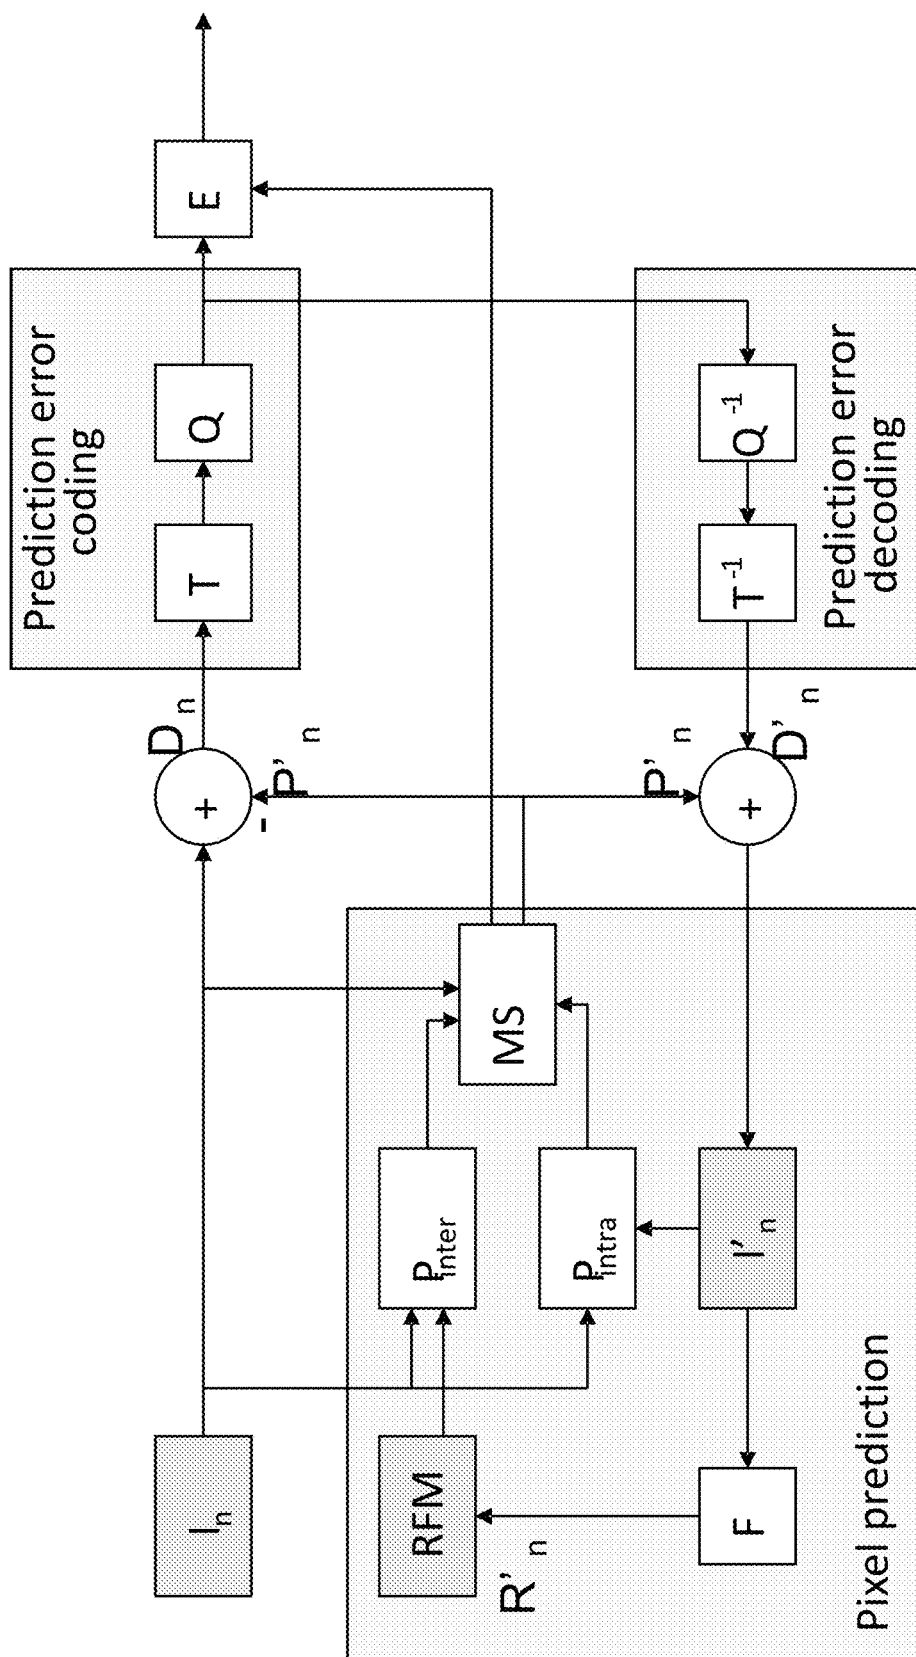 I n
+
-
D n
P' n
Prediction error
coding
T
Q
E
RFM
R' n
P inter
P intra
MS
P' n
+
D' n
Prediction error
decoding
T -1
Q -1
F
I' n
Pixel prediction